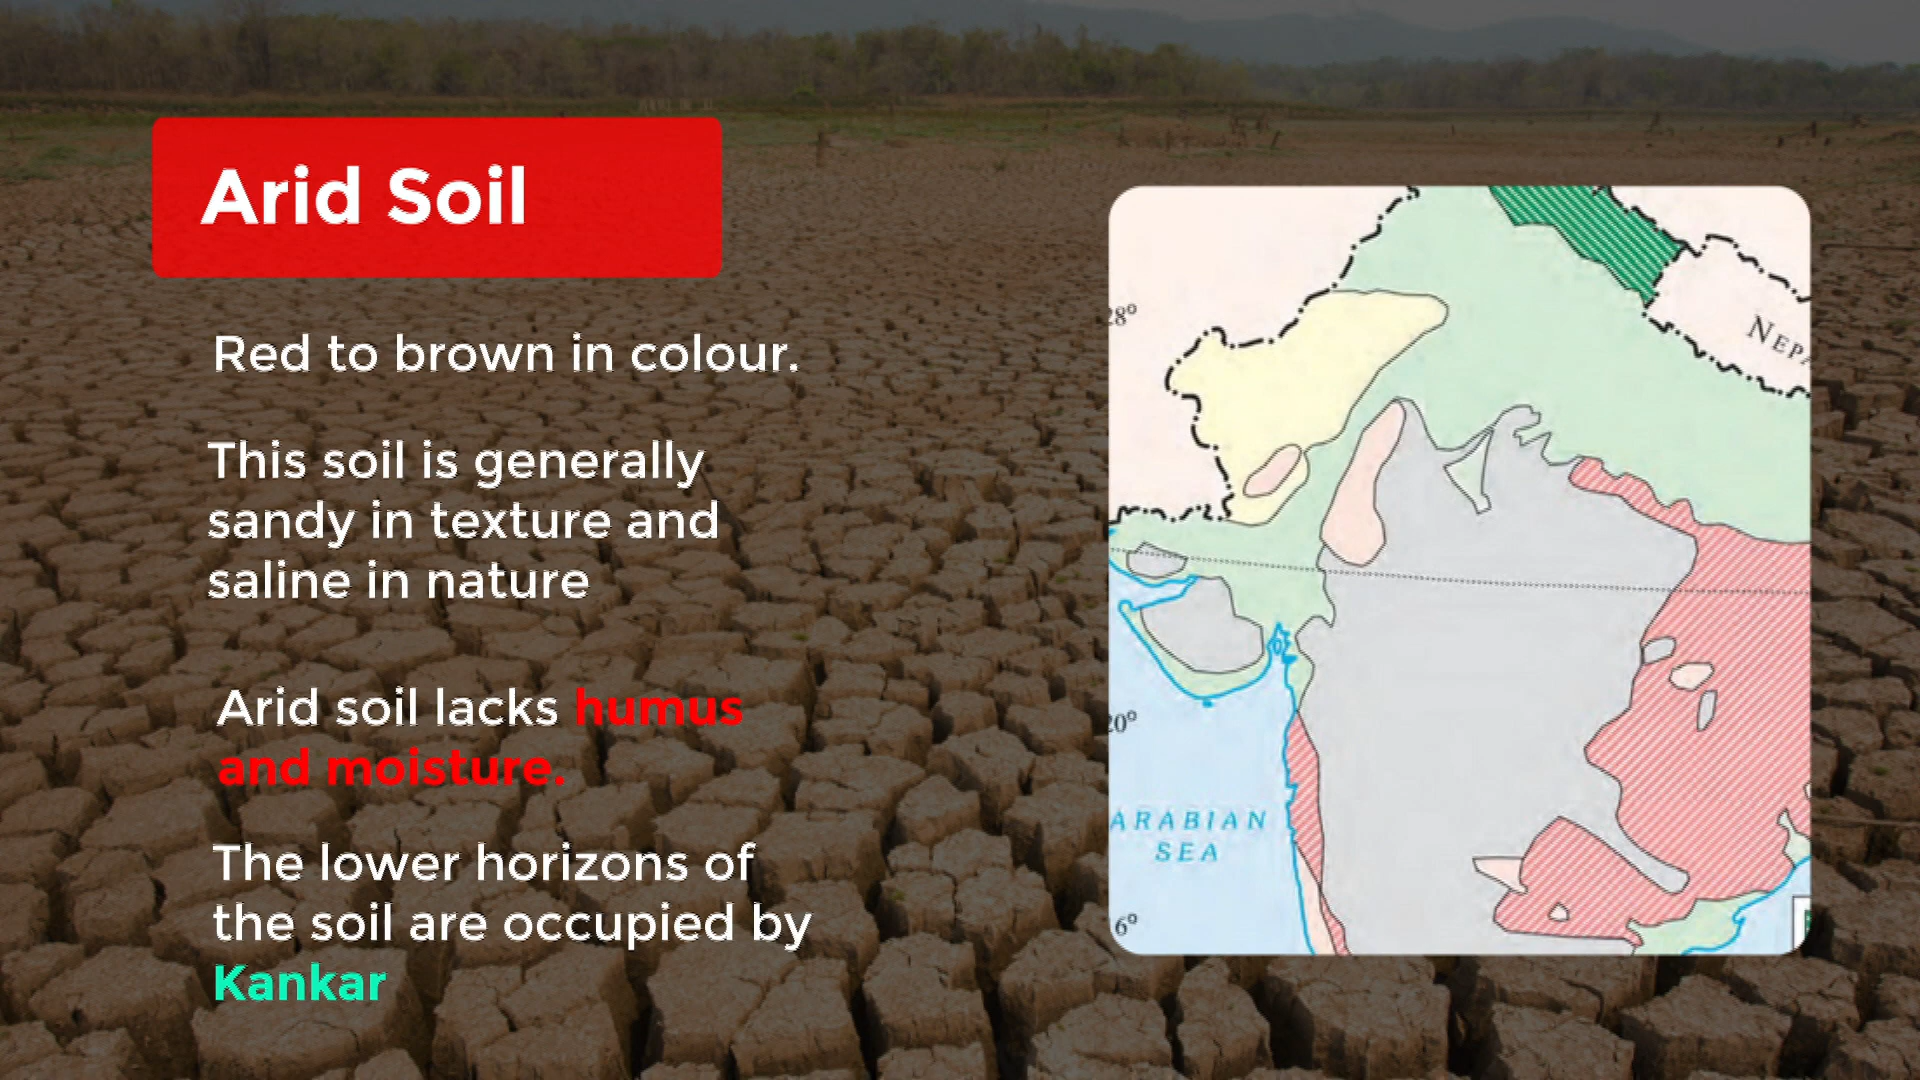 Arid Soil
Red to brown in colour.
This soil is generally
sandy in texture and
saline in nature
Arid soil lacks humus
and moisture.
The lower horizons of
the soil are occupied by
Kankar
28°
NEPA
20°
ARABIAN
SEA
6°